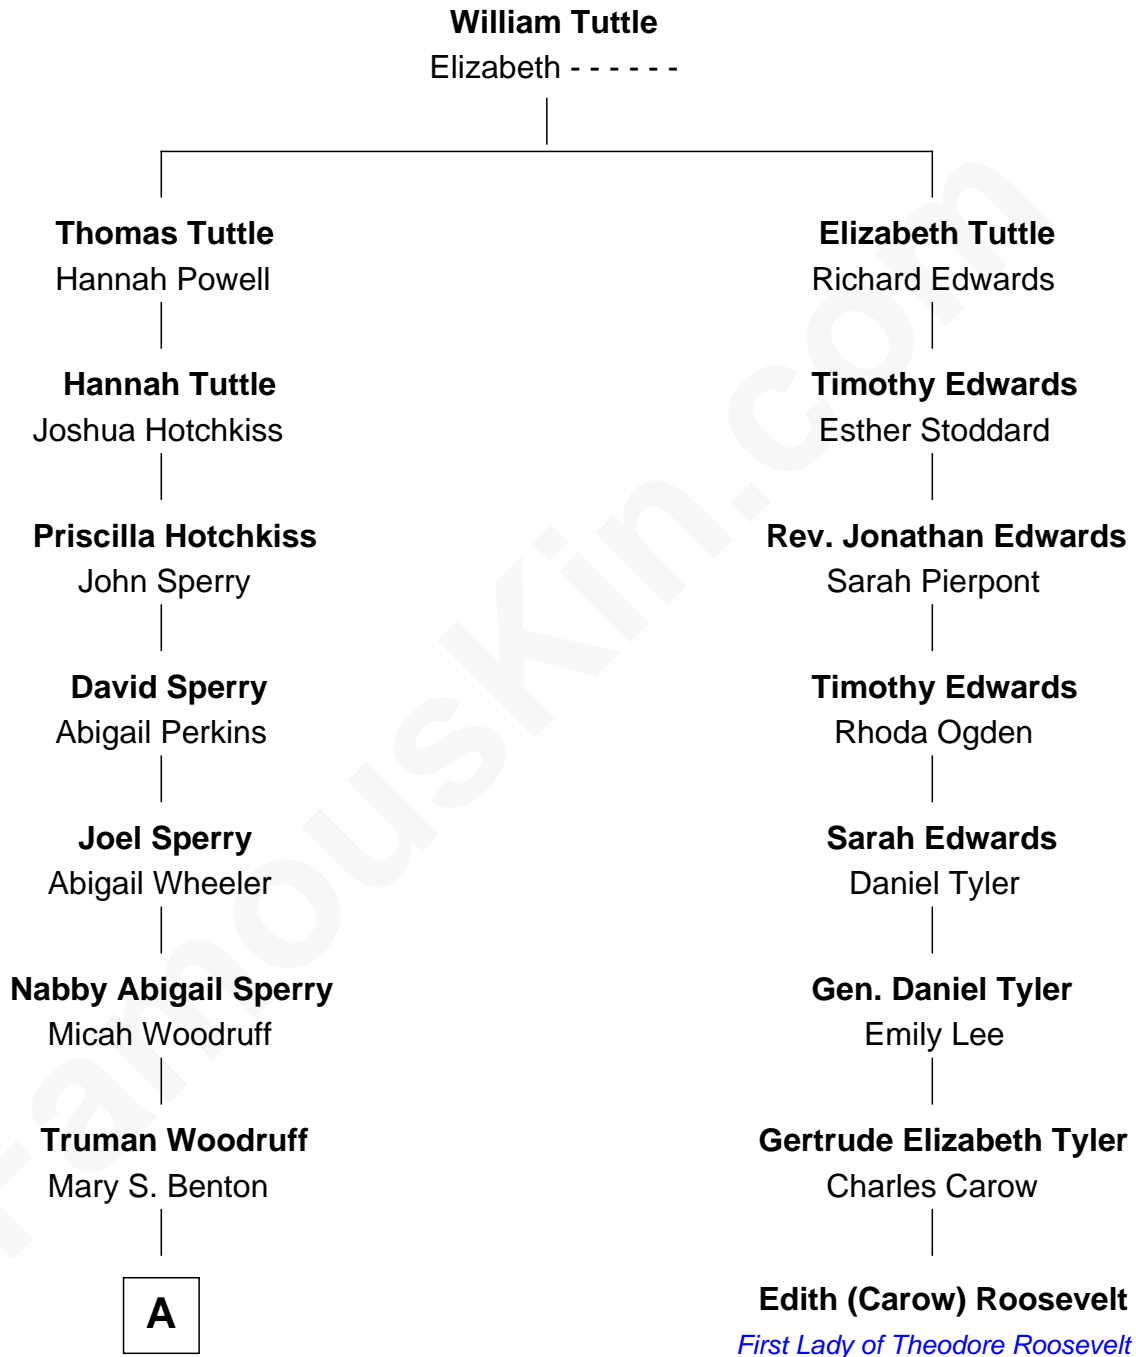 William Tuttle
Elizabeth - - - - - -
Thomas Tuttle
Hannah Powell
Elizabeth Tuttle
Richard Edwards
Hannah Tuttle
Joshua Hotchkiss
Timothy Edwards
Esther Stoddard
Priscilla Hotchkiss
John Sperry
Rev. Jonathan Edwards
Sarah Pierpont
David Sperry
Abigail Perkins
Timothy Edwards
Rhoda Ogden
Joel Sperry
Abigail Wheeler
Sarah Edwards
Daniel Tyler
Nabby Abigail Sperry
Micah Woodruff
Gen. Daniel Tyler
Emily Lee
Truman Woodruff
Mary S. Benton
Gertrude Elizabeth Tyler
Charles Carow
A
Edith (Carow) Roosevelt
First Lady of Theodore Roosevelt
FamousKin.com